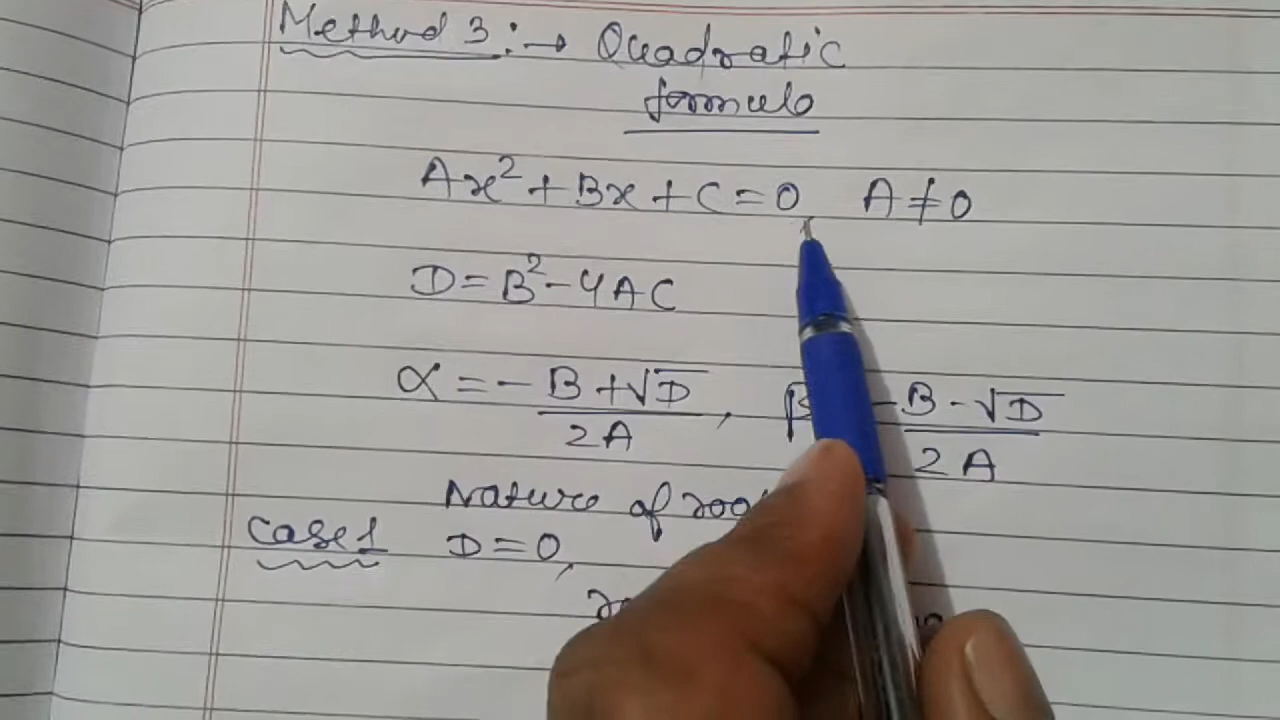 Method 3:→ Quadratic
formula
Ax²+Bx+C=0 A≠0
D=B²-4AC
α = -B+√D/2A, β -B-√D/2A
Nature of
Case 1 D=0,